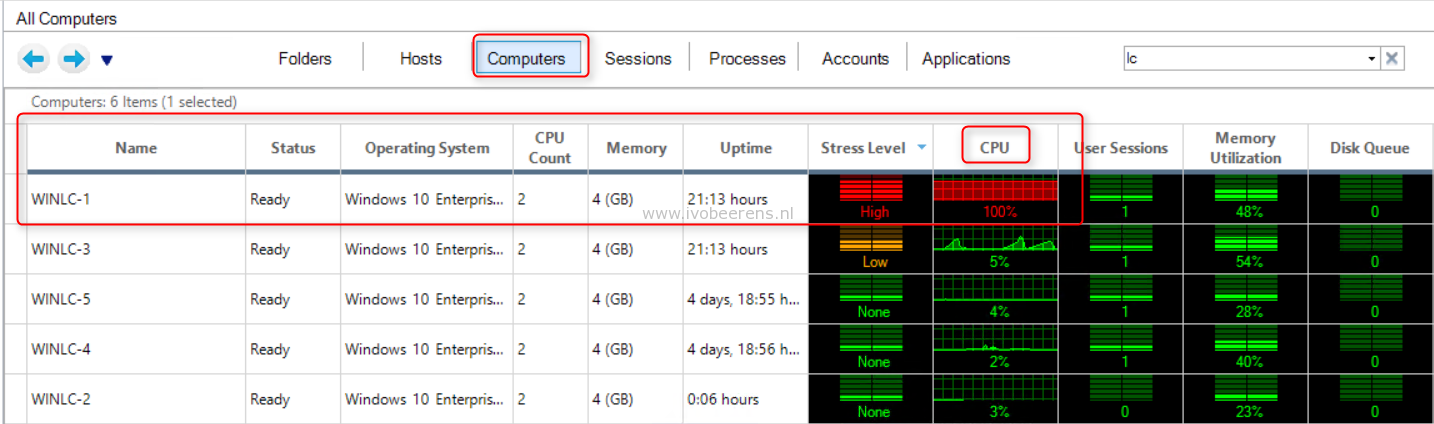 All Computers
Folders Hosts Computers Sessions Processes Accounts Applications lc
Computers: 6 Items (1 selected)
Name Status Operating System CPU Count Memory Uptime Stress Level CPU User Sessions Memory Utilization Disk Queue
WINLC-1 Ready Windows 10 Enterpris... 2 4 (GB) 21:13 hours High 100% 1 48% 0
www.ivobeerens.nl
WINLC-3 Ready Windows 10 Enterpris... 2 4 (GB) 21:13 hours Low 5% 1 54% 0
WINLC-5 Ready Windows 10 Enterpris... 2 4 (GB) 4 days, 18:55 h... None 4% 1 28% 0
WINLC-4 Ready Windows 10 Enterpris... 2 4 (GB) 4 days, 18:56 h... None 2% 1 40% 0
WINLC-2 Ready Windows 10 Enterpris... 2 4 (GB) 0:06 hours None 3% 0 23% 0